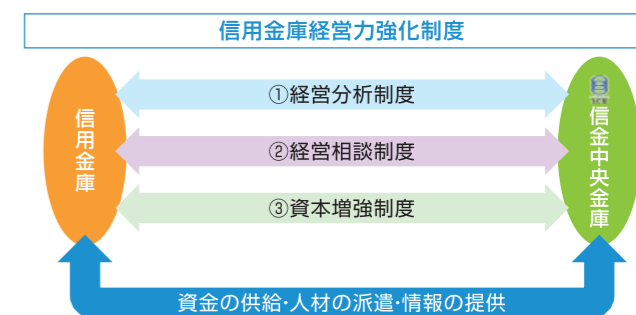 信用金庫経営力強化制度
信用金庫
①経営分析制度
②経営相談制度
③資本増強制度
SCB
信金中央金庫
資金の供給･人材の派遣･情報の提供